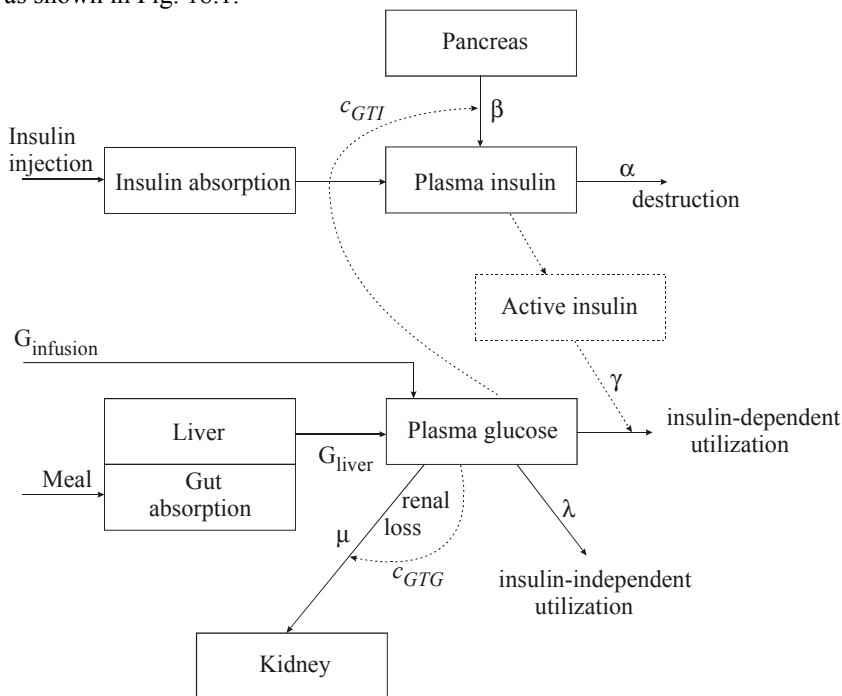 as shown in Fig. 18.1.
Pancreas
c_GTI
β
Insulin
injection
Insulin absorption
Plasma insulin
α
destruction
Active insulin
G_infusion
γ
Liver
Plasma glucose
insulin-dependent
utilization
G_liver
Meal
Gut
absorption
renal
loss
μ
λ
c_GTG
insulin-independent
utilization
Kidney